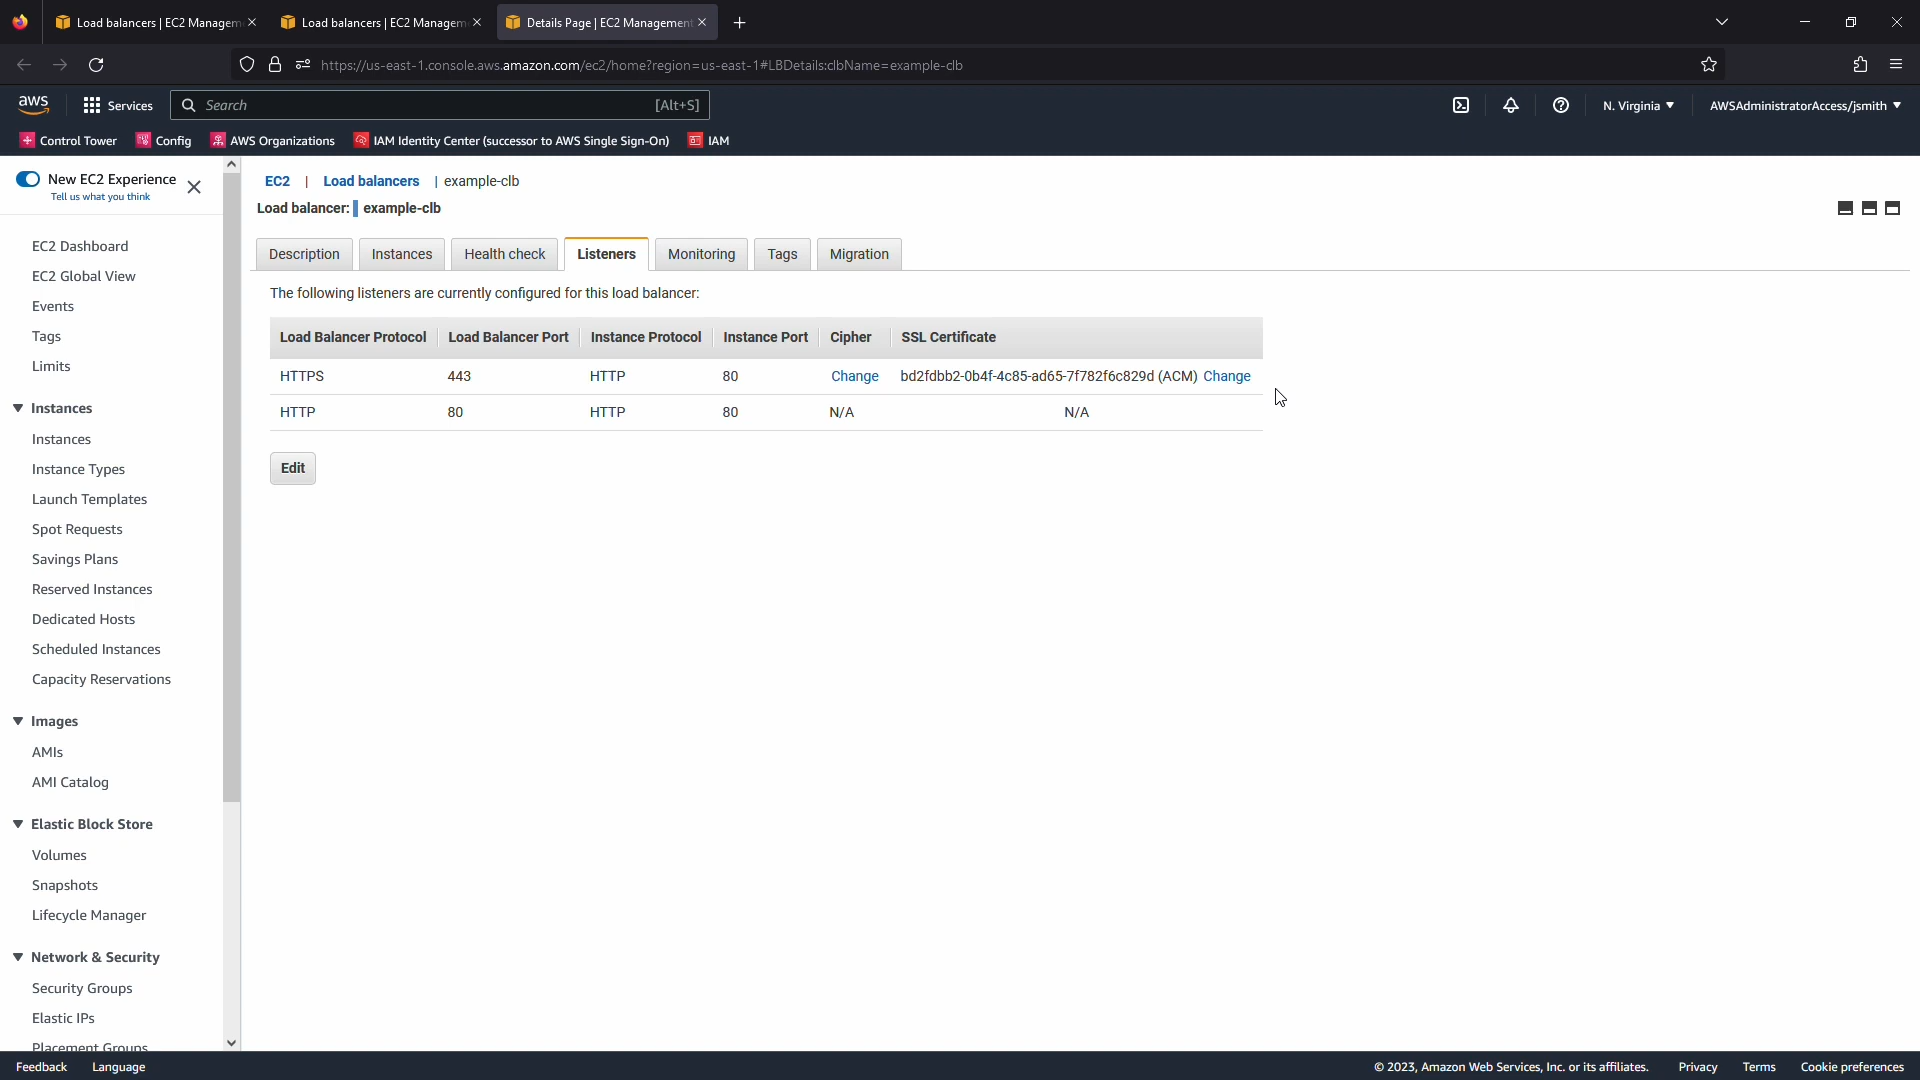 Load balancers | EC2 Managem
Load balancers | EC2 Managem
Details Page | EC2 Management
https://us-east-1.console.aws.amazon.com/ec2/home?region=us-east-1#LBDetails:clbName=example-clb
aws
Services
Search
[Alt+S]
N. Virginia
AWSAdministratorAccess/jsmith
Control Tower
Config
AWS Organizations
IAM Identity Center (successor to AWS Single Sign-On)
IAM
New EC2 Experience
Tell us what you think
EC2 Dashboard
EC2 Global View
Events
Tags
Limits
Instances
Instances
Instance Types
Launch Templates
Spot Requests
Savings Plans
Reserved Instances
Dedicated Hosts
Scheduled Instances
Capacity Reservations
Images
AMIs
AMI Catalog
Elastic Block Store
Volumes
Snapshots
Lifecycle Manager
Network & Security
Security Groups
Elastic IPs
Placement Groups
EC2 | Load balancers | example-clb
Load balancer: example-clb
Description Instances Health check Listeners Monitoring Tags Migration
The following listeners are currently configured for this load balancer:
Load Balancer Protocol Load Balancer Port Instance Protocol Instance Port Cipher SSL Certificate
HTTPS 443 HTTP 80 Change bd2fdbb2-0b4f-4c85-ad65-7f782f6c829d (ACM) Change
HTTP 80 HTTP 80 N/A N/A
Edit
Feedback Language © 2023, Amazon Web Services, Inc. or its affiliates. Privacy Terms Cookie preferences